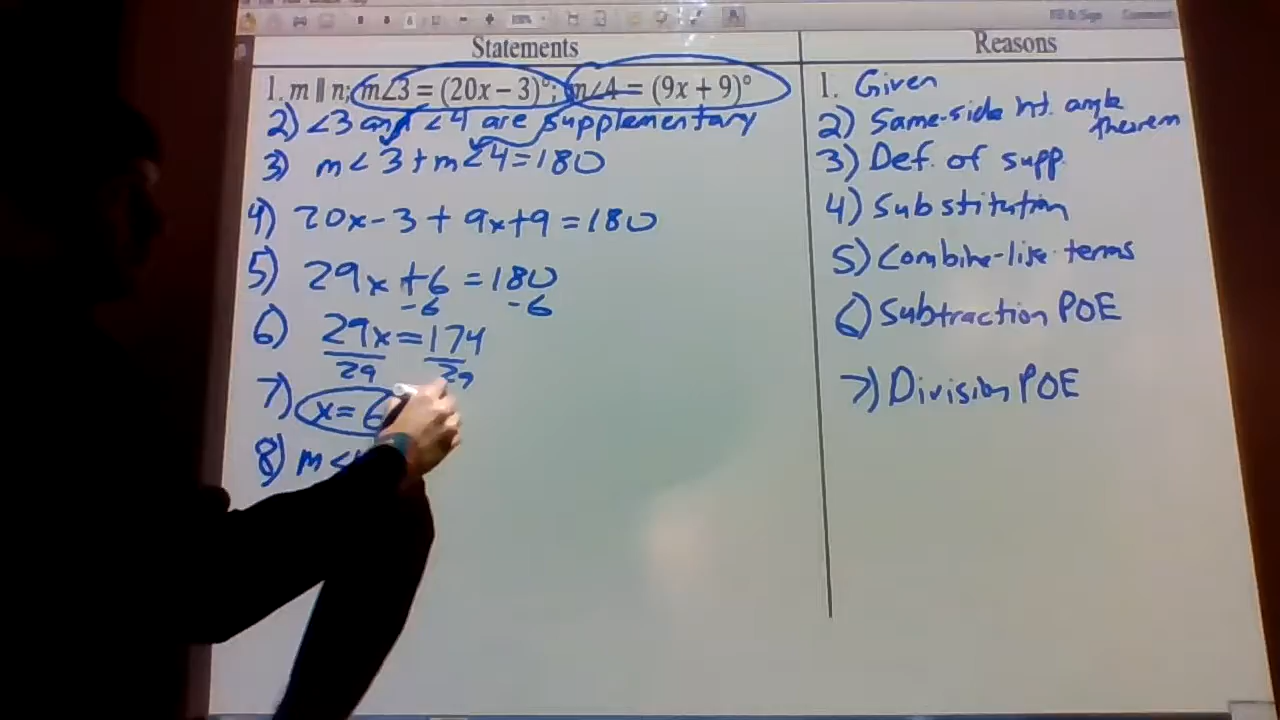 Fill & Sign Comment
Statements Reasons
1. m ∥ n; m∠3 = (20x − 3)°; m∠4 = (9x + 9)° 1. Given
2) ∠3 and ∠4 are supplementary 2) Same-side Int. angle theorem
3) m∠3 + m∠4 = 180 3) Def. of supp.
4) 20x − 3 + 9x + 9 = 180 4) Substitution
5) 29x + 6 = 180 5) Combine-like terms
−6 −6
6) 29x = 174 6) Subtraction POE
29 29
7) x = 6 7) Division POE
8) m∠